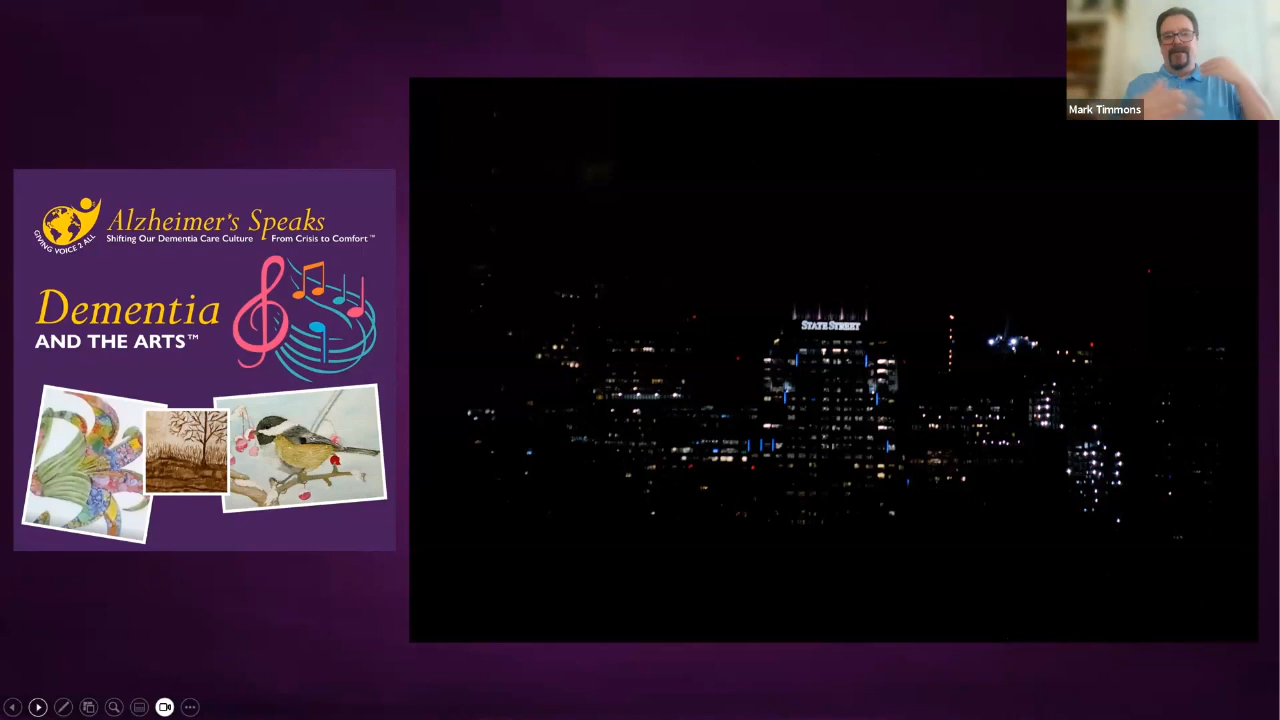 Mark Timmons
GIVING VOICE 2 ALL
Alzheimer's Speaks
Shifting Our Dementia Care Culture From Crisis to Comfort™
Dementia
AND THE ARTS™
STATE STREET